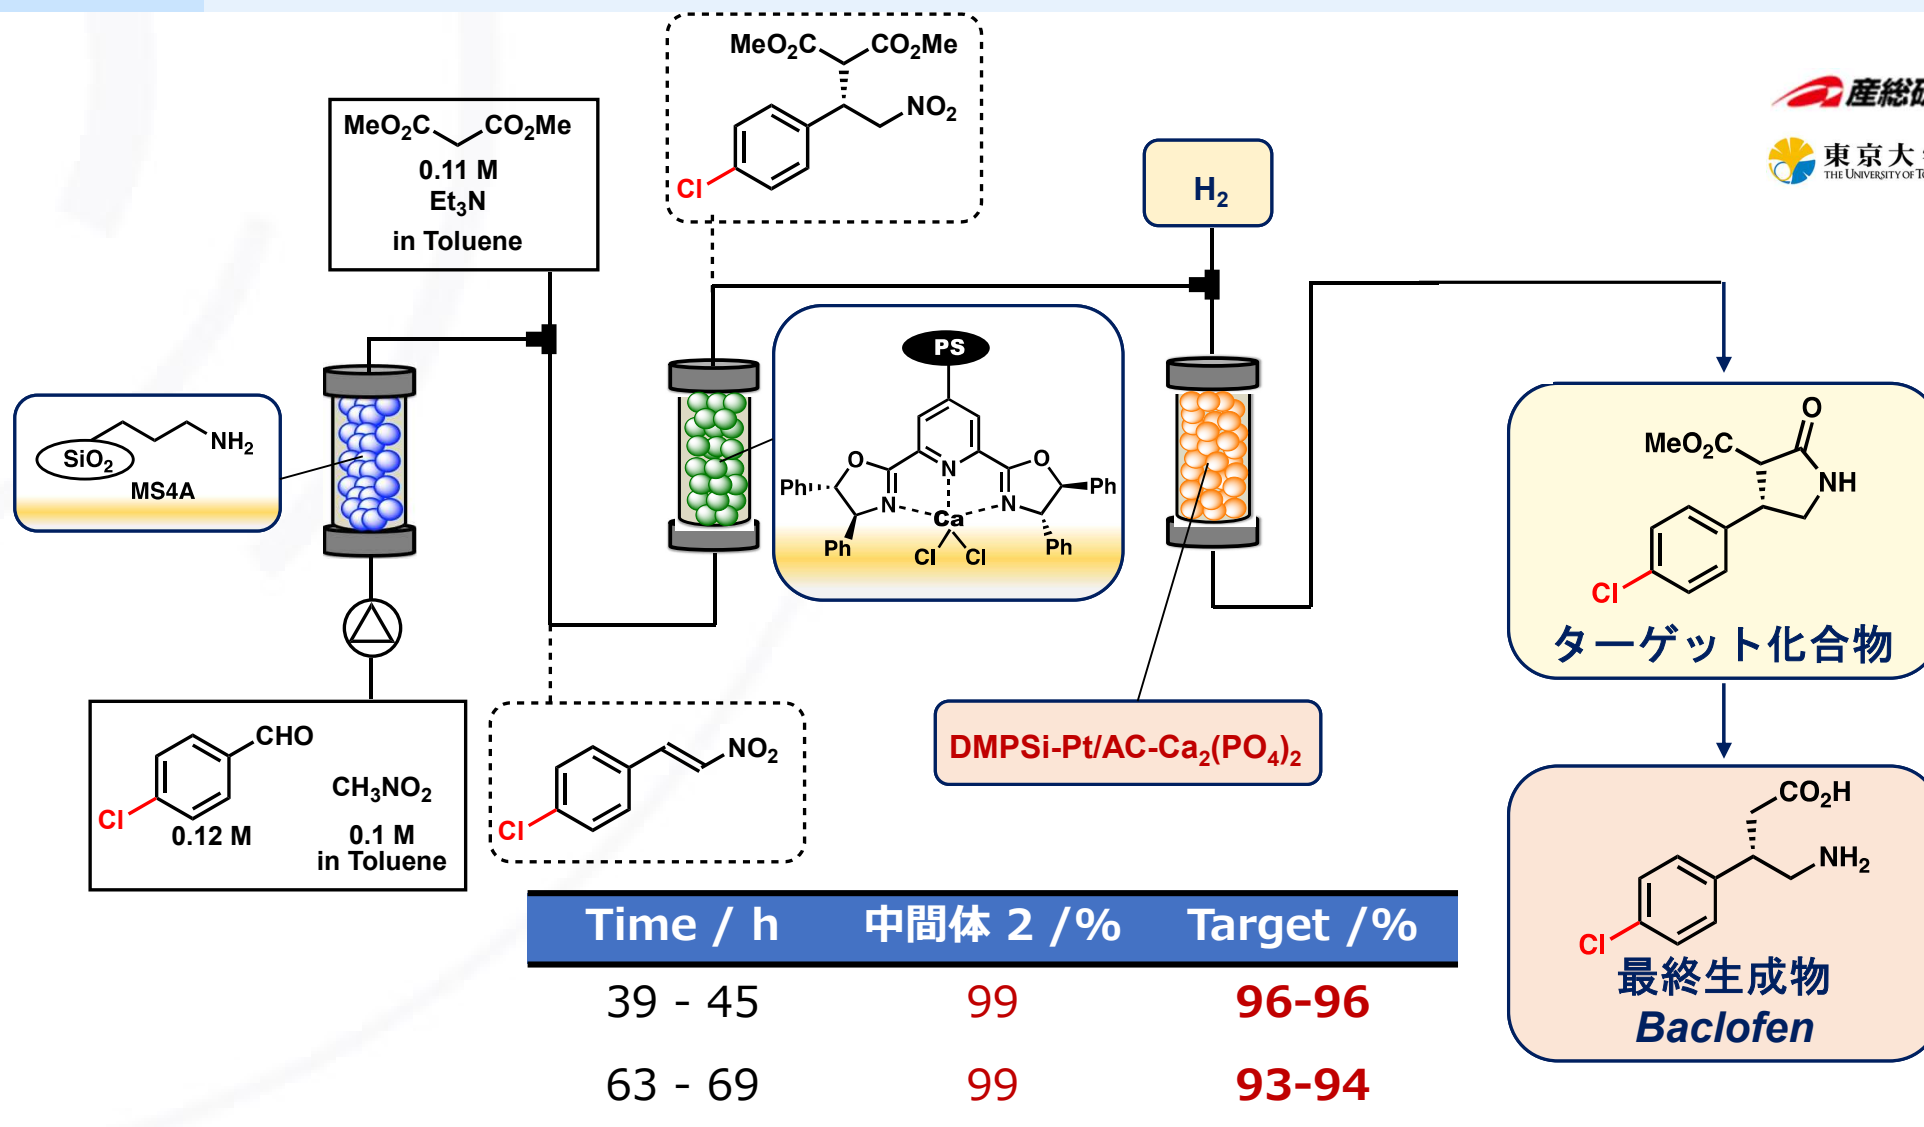 MeO₂C CO₂Me
NO₂
Cl
MeO₂C CO₂Me
0.11 M
Et₃N
in Toluene
H₂
産総研
東京大学
THE UNIVERSITY OF TO
SiO₂
NH₂
MS4A
PS
O N O
Ph N N Ph
Ca
Ph Cl Cl Ph
CHO
Cl
0.12 M
CH₃NO₂
0.1 M
in Toluene
NO₂
Cl
DMPSi-Pt/AC-Ca₂(PO₄)₂
O
MeO₂C
NH
Cl
ターゲット化合物
CO₂H
NH₂
Cl
最終生成物
Baclofen
Time / h 中間体 2 /% Target /%
39 - 45 99 96-96
63 - 69 99 93-94